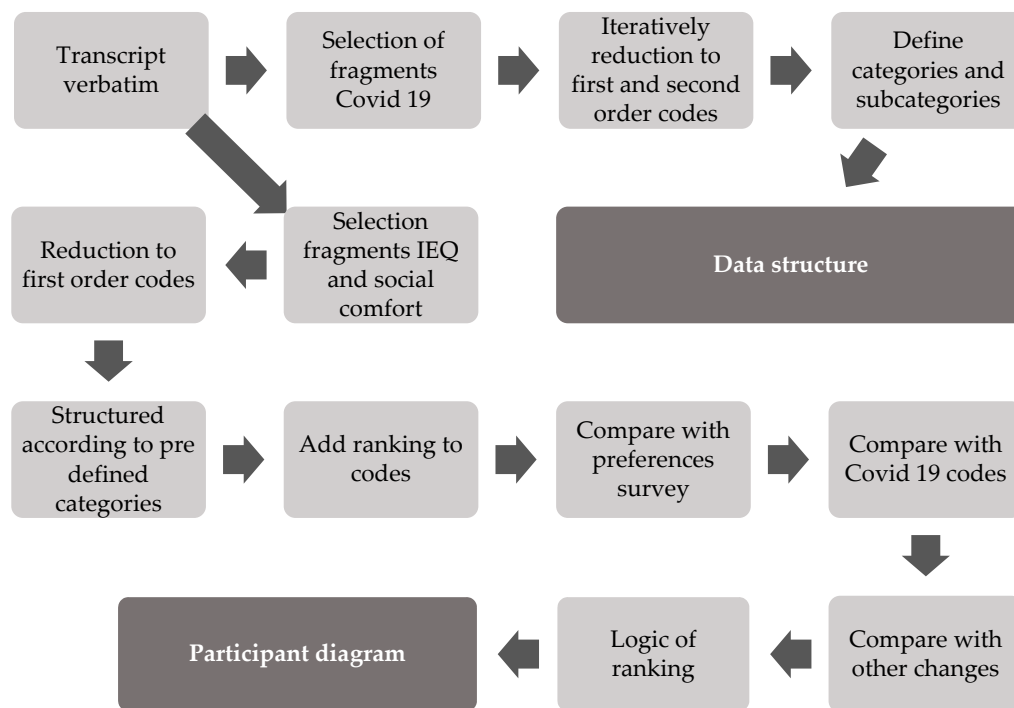 Transcript
verbatim
Selection of
fragments
Covid 19
Iteratively
reduction to
first and second
order codes
Define
categories and
subcategories
Reduction to
first order codes
Selection
fragments IEQ
and social
comfort
Data structure
Structured
according to pre
defined
categories
Add ranking to
codes
Compare with
preferences
survey
Compare with
Covid 19 codes
Participant diagram
Logic of
ranking
Compare with
other changes